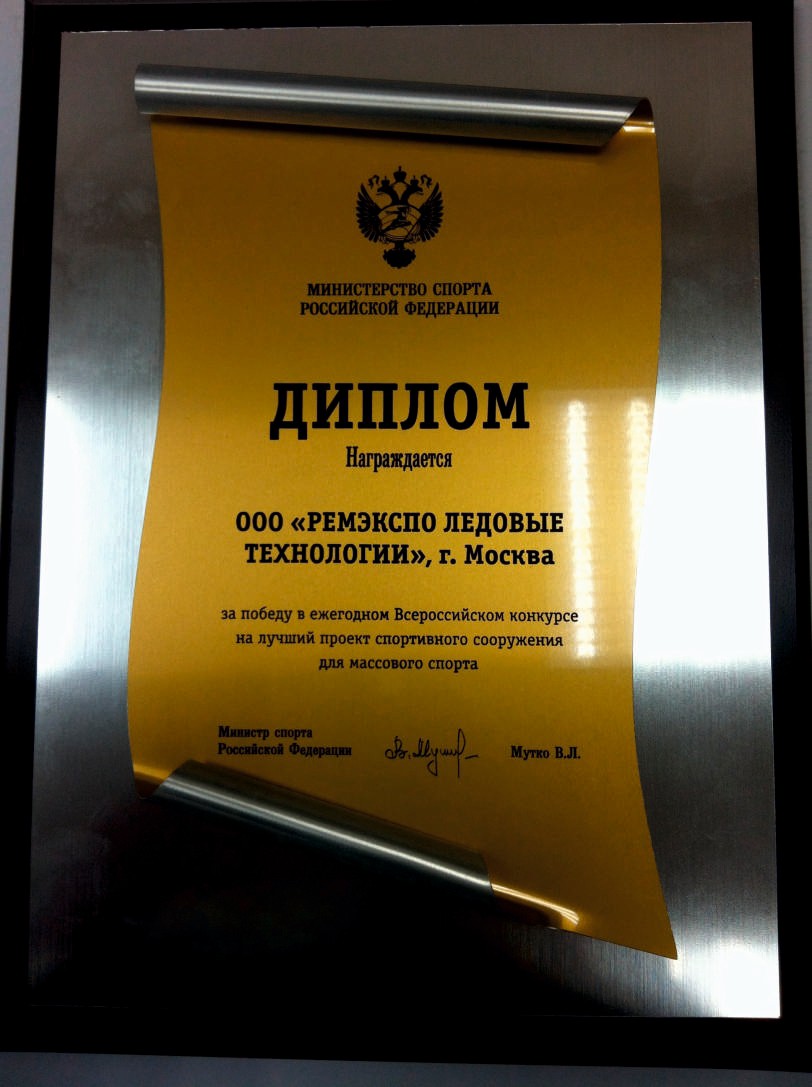 МИНИСТЕРСТВО СПОРТА
РОССИЙСКОЙ ФЕДЕРАЦИИ
ДИПЛОМ
Награждается
ООО «РЕМЭКСПО ЛЕДОВЫЕ
ТЕХНОЛОГИИ», г. Москва
за победу в ежегодном Всероссийском конкурсе
на лучший проект спортивного сооружения
для массового спорта
Министр спорта
Российской Федерации
В. Мутко
Мутко В.Л.